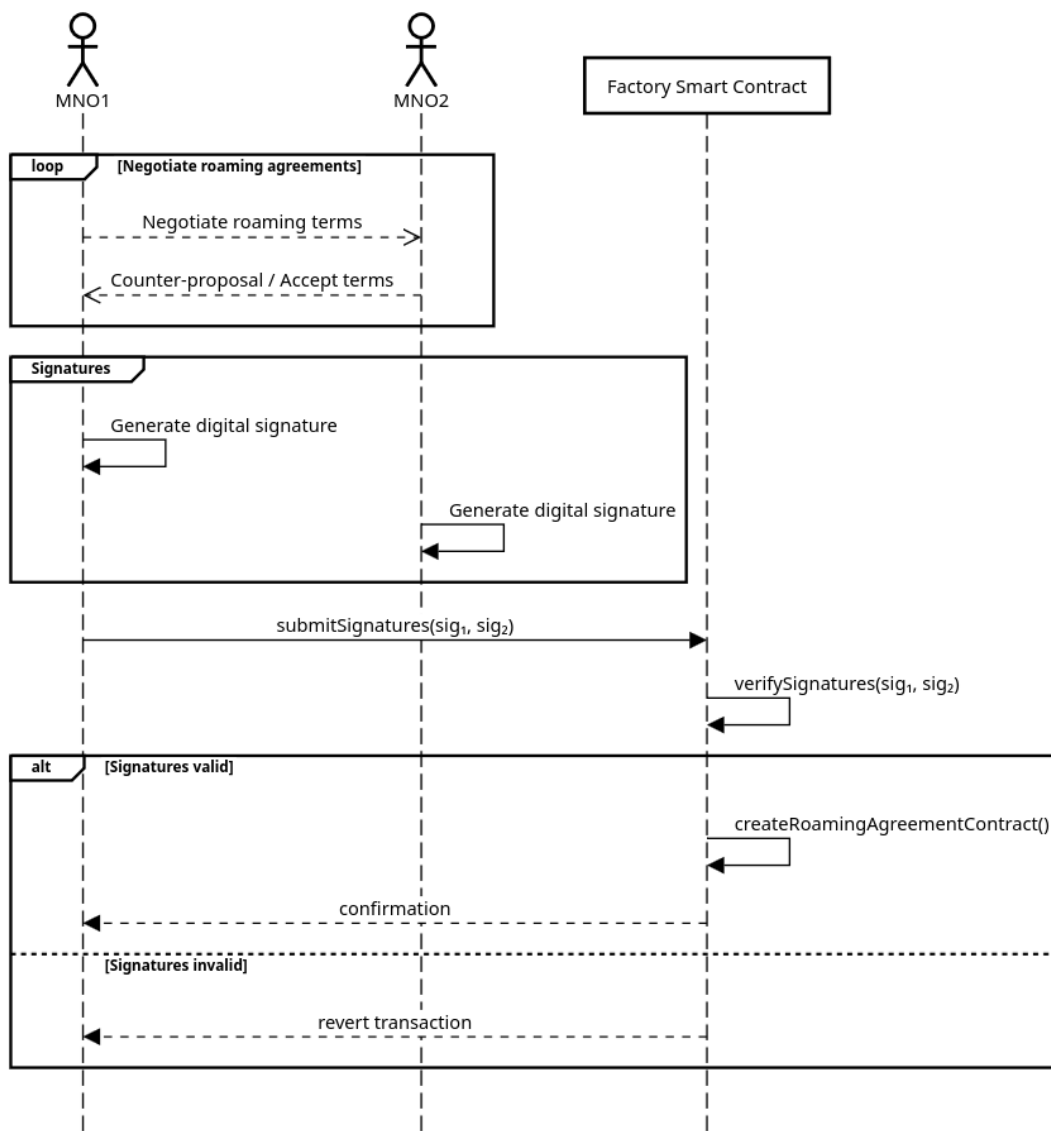 MNO1
MNO2
Factory Smart Contract
loop
[Negotiate roaming agreements]
Negotiate roaming terms
Counter-proposal / Accept terms
Signatures
Generate digital signature
Generate digital signature
submitSignatures(sig₁, sig₂)
verifySignatures(sig₁, sig₂)
alt
[Signatures valid]
createRoamingAgreementContract()
confirmation
[Signatures invalid]
revert transaction